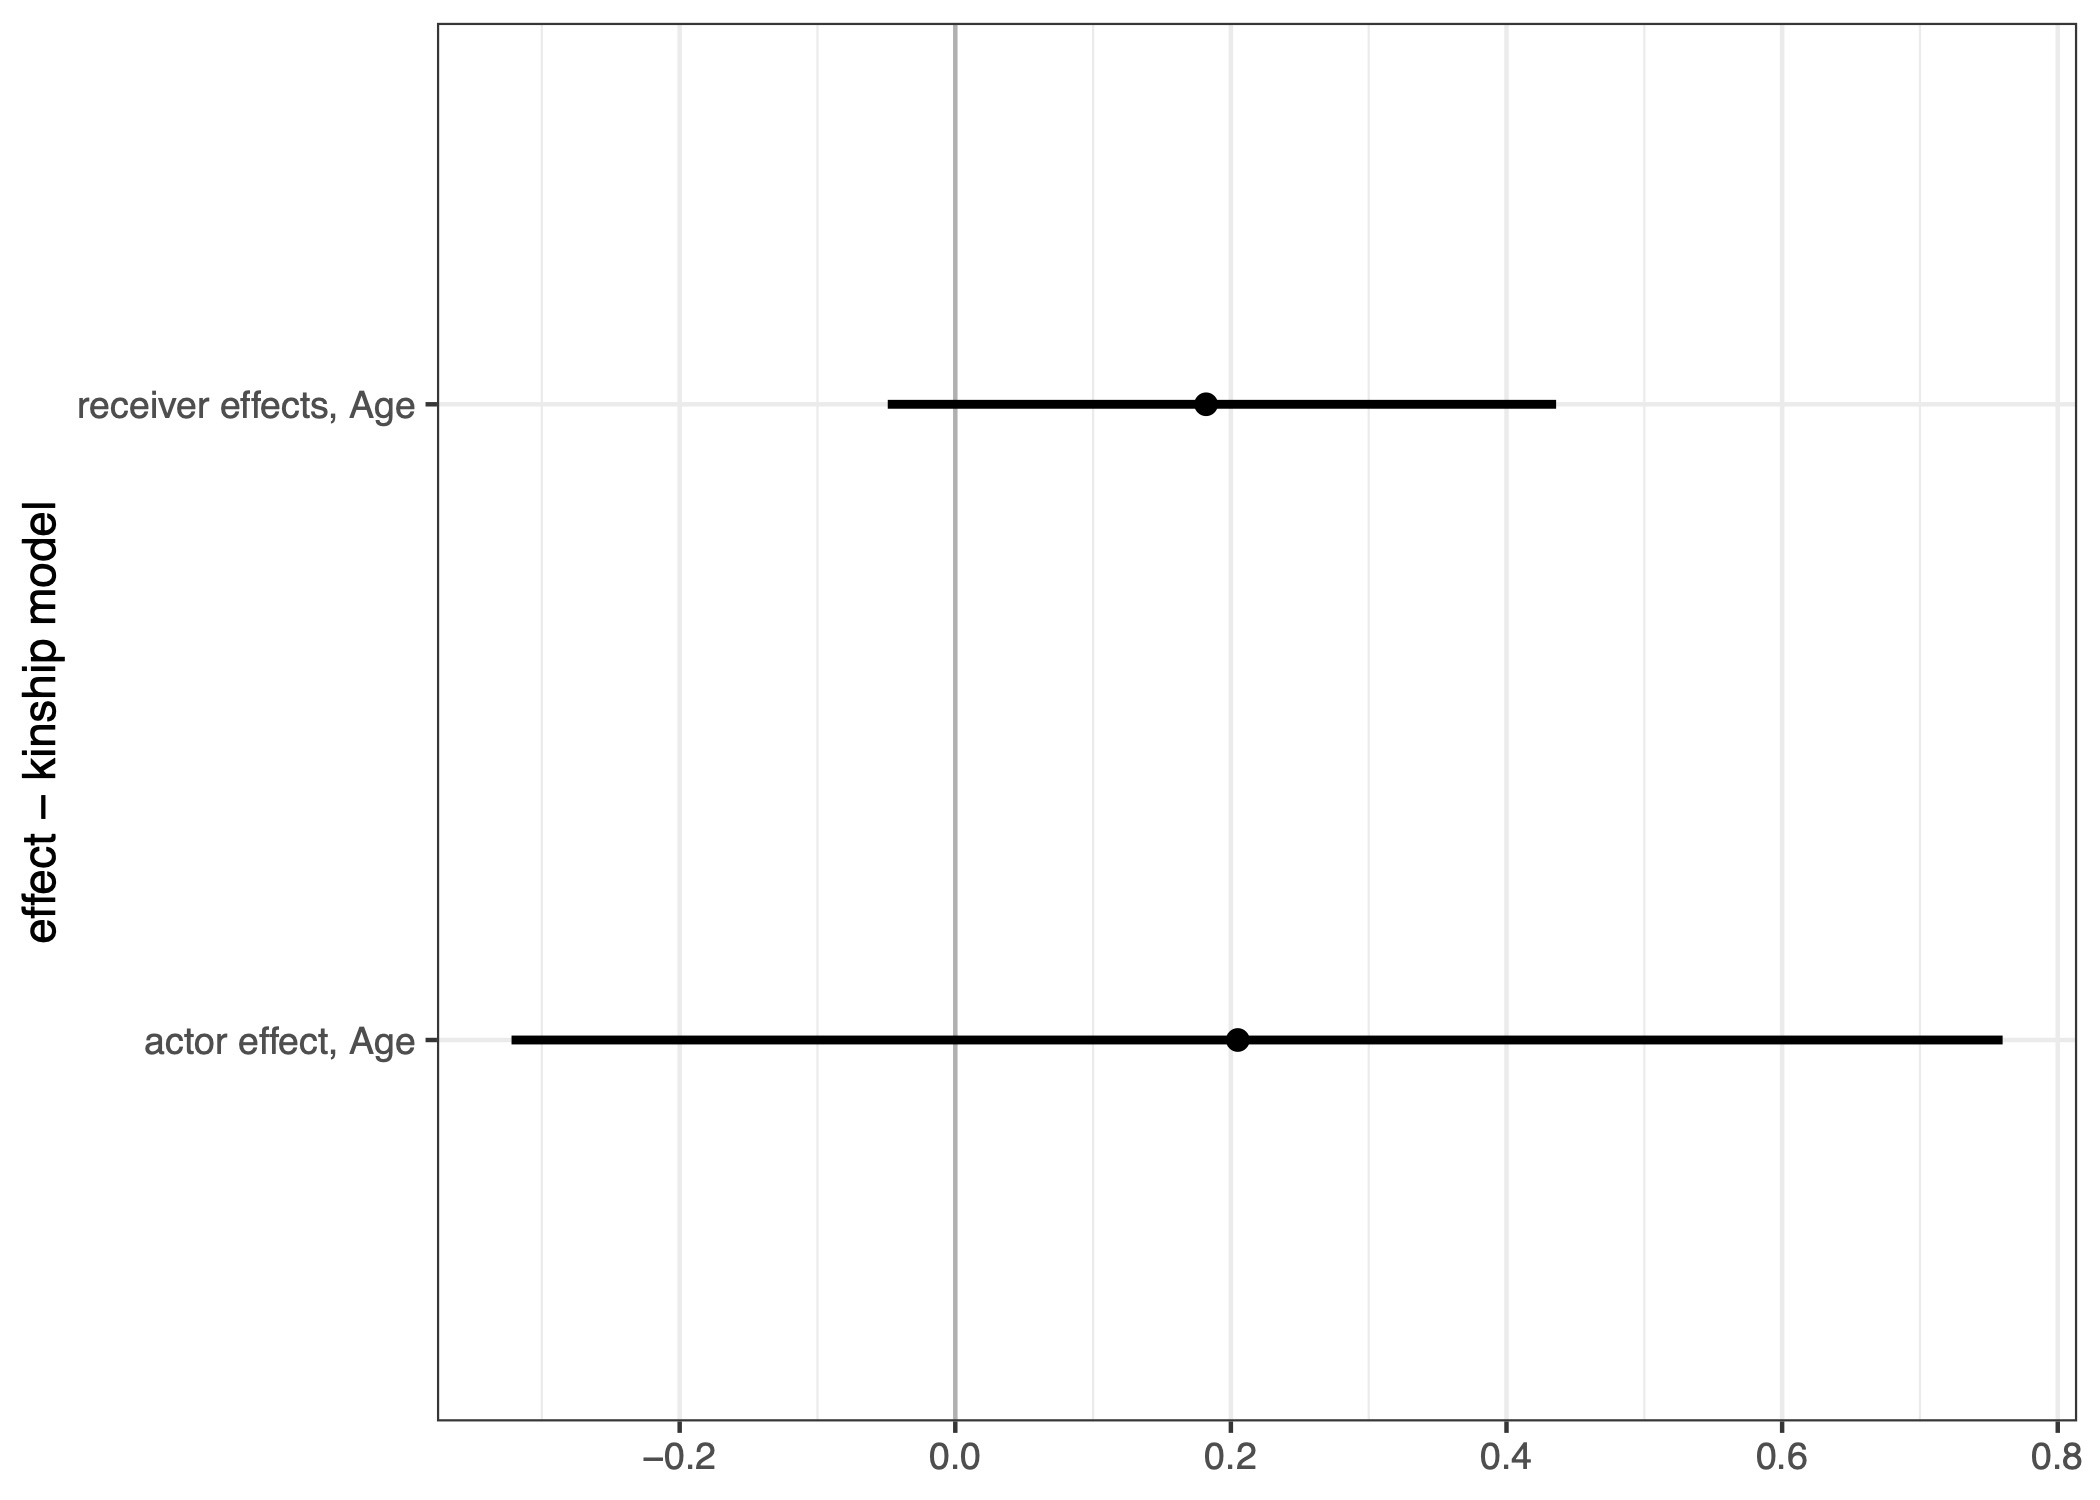 effect – kinship model
receiver effects, Age
actor effect, Age
−0.2 0.0 0.2 0.4 0.6 0.8